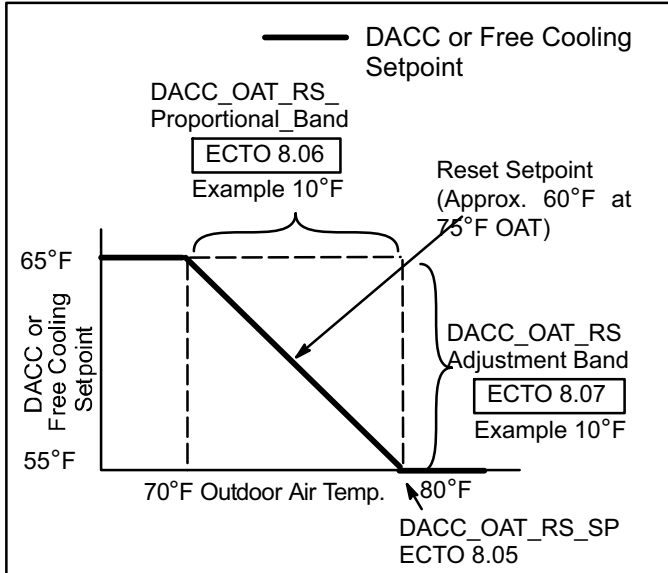 DACC or Free Cooling
Setpoint
DACC_OAT_RS_
Proportional_Band
ECTO 8.06
Example 10°F
Reset Setpoint
(Approx. 60°F at
75°F OAT)
65°F
DACC or
Free Cooling
Setpoint
DACC_OAT_RS
Adjustment Band
ECTO 8.07
Example 10°F
55°F
70°F Outdoor Air Temp. 80°F
DACC_OAT_RS_SP
ECTO 8.05